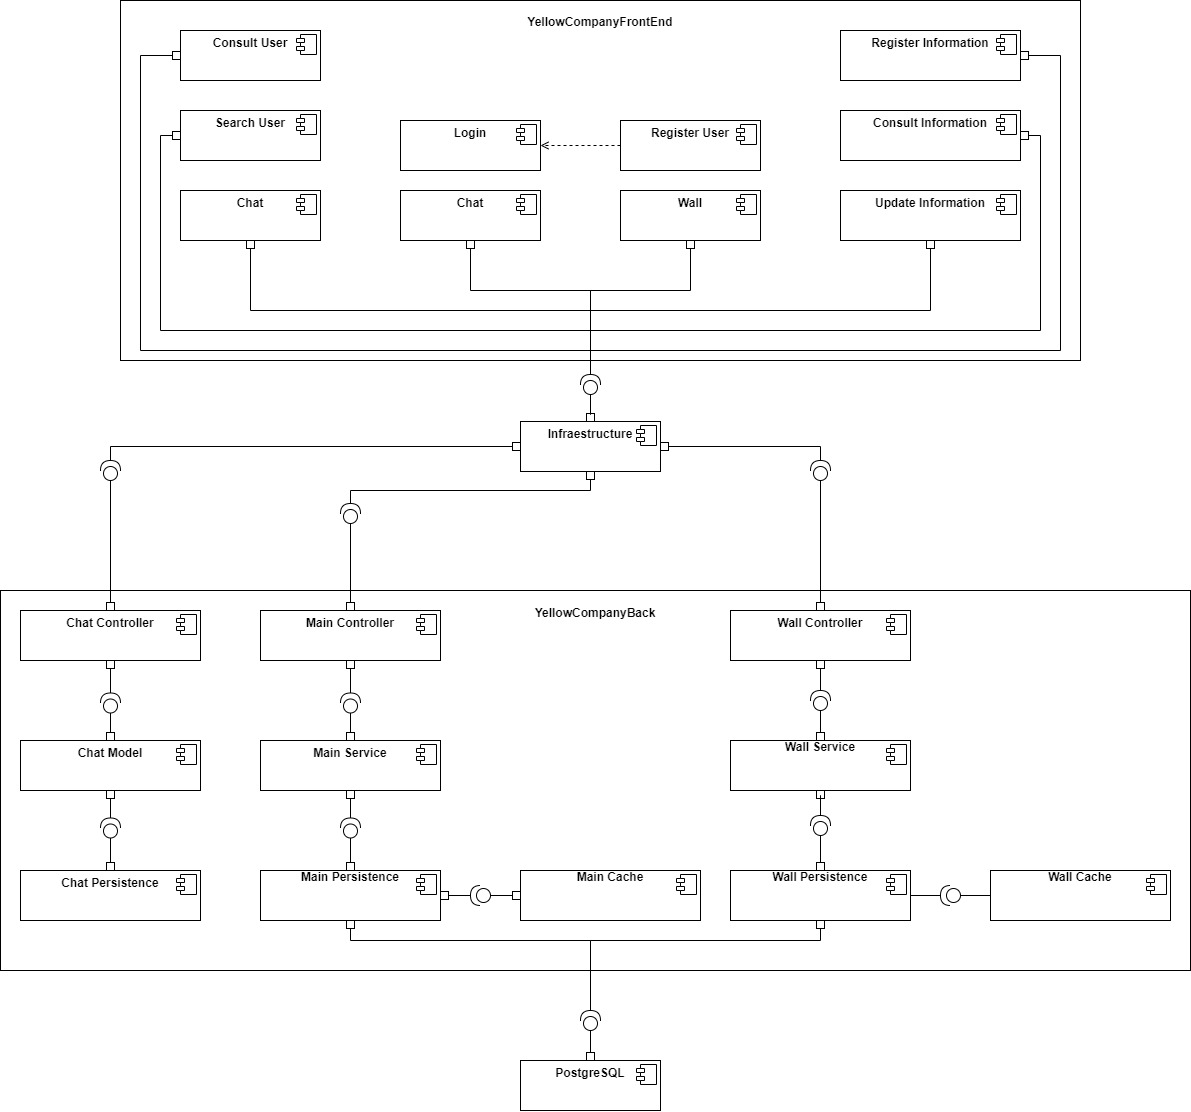 YellowCompanyFrontEnd
Consult User
Register Information
Search User
Login
Register User
Consult Information
Chat
Chat
Wall
Update Information
Infraestructure
YellowCompanyBack
Chat Controller
Main Controller
Wall Controller
Chat Model
Main Service
Wall Service
Chat Persistence
Main Persistence
Main Cache
Wall Persistence
Wall Cache
PostgreSQL